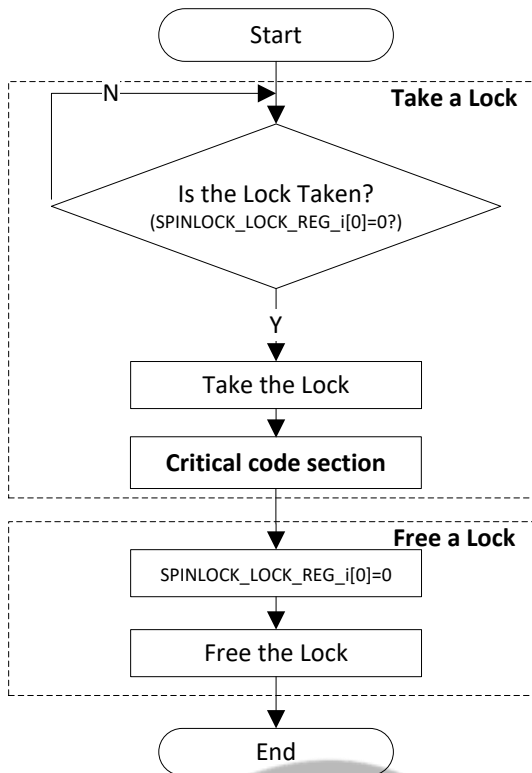 Start
N
Take a Lock
Is the Lock Taken?
(SPINLOCK_LOCK_REG_i[0]=0?)
Y
Take the Lock
Critical code section
Free a Lock
SPINLOCK_LOCK_REG_i[0]=0
Free the Lock
End